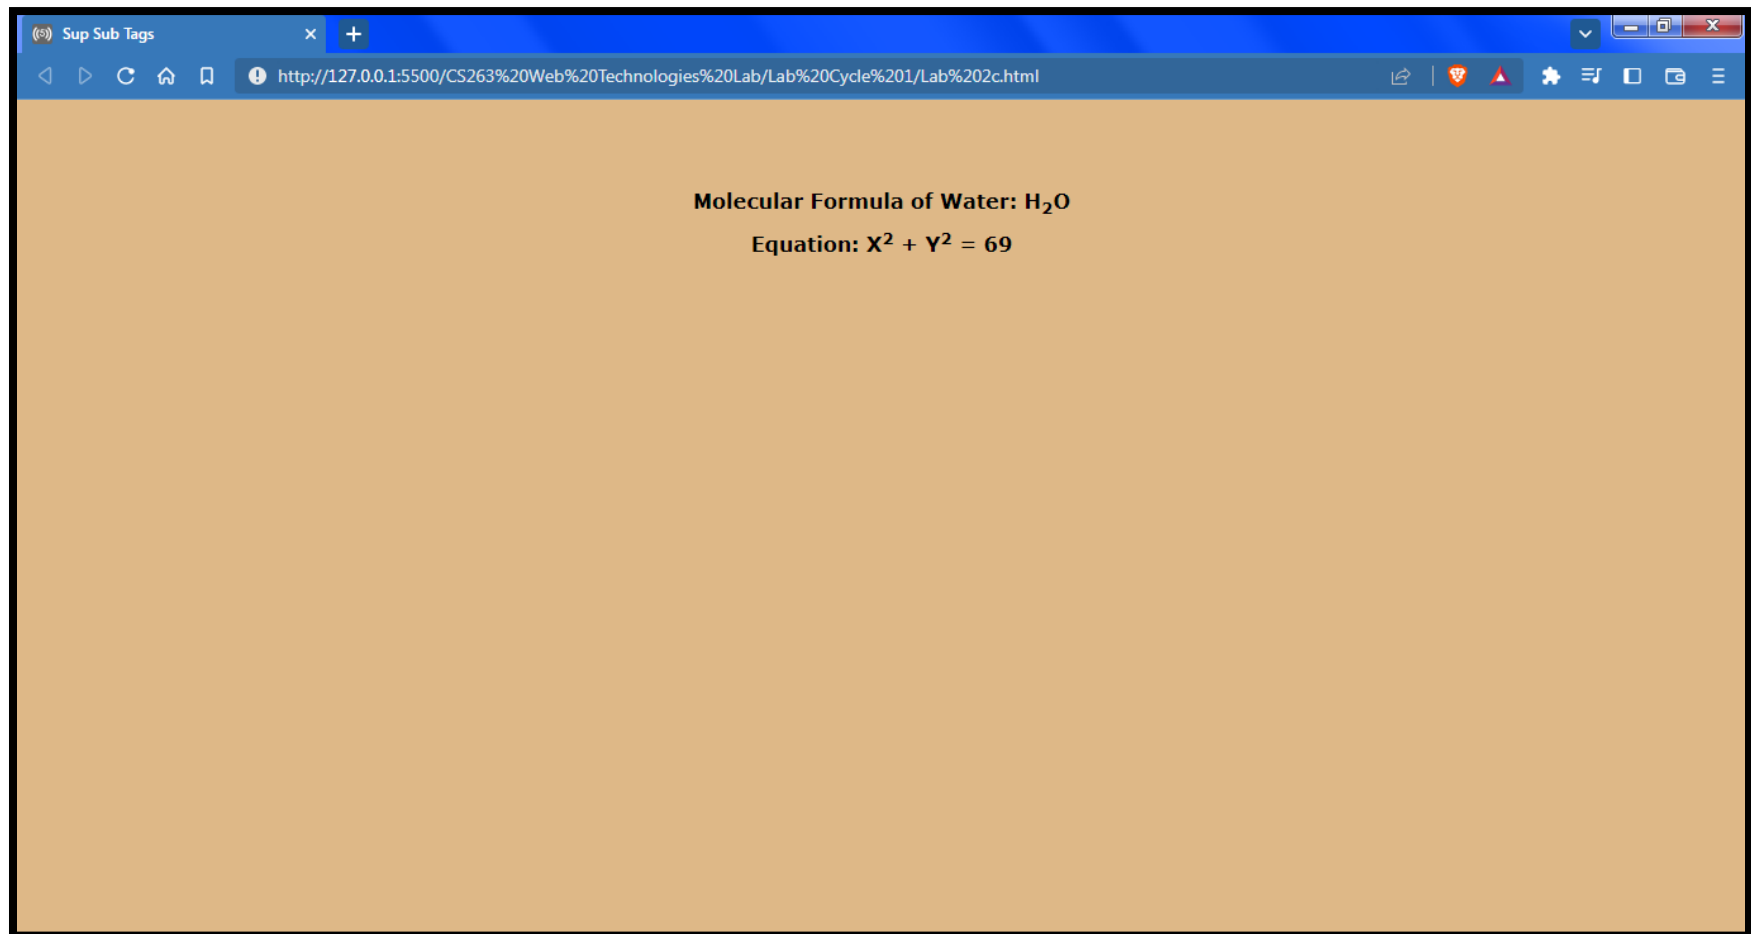 Sup Sub Tags
http://127.0.0.1:5500/CS263%20Web%20Technologies%20Lab/Lab%20Cycle%201/Lab%202c.html
Molecular Formula of Water: H₂O
Equation: X² + Y² = 69